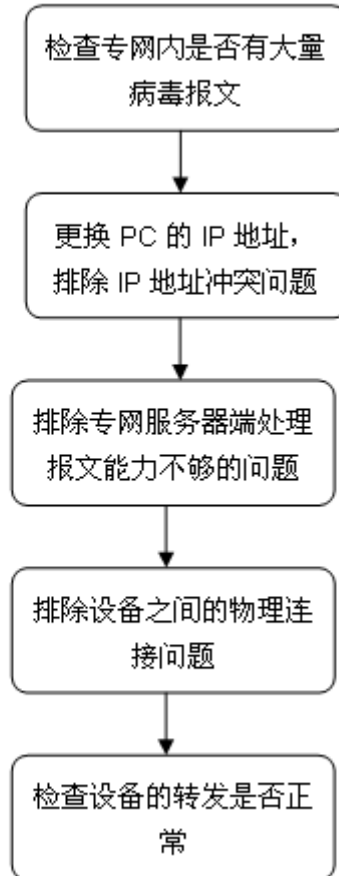 检查专网内是否有大量
病毒报文
更换 PC 的 IP 地址，
排除 IP 地址冲突问题
排除专网服务器端处理
报文能力不够的问题
排除设备之间的物理连
接问题
检查设备的转发是否正
常